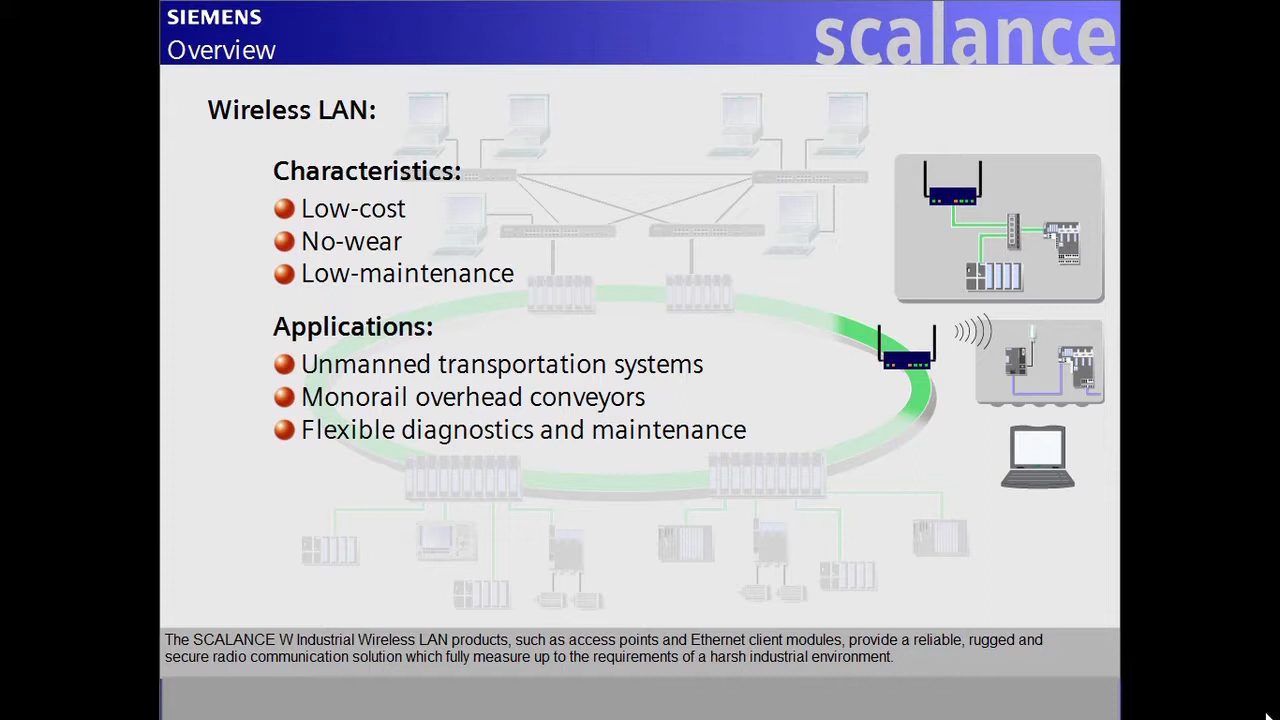 SIEMENS
Overview
scalance
Wireless LAN:
Characteristics:
Low-cost
No-wear
Low-maintenance
Applications:
Unmanned transportation systems
Monorail overhead conveyors
Flexible diagnostics and maintenance
The SCALANCE W Industrial Wireless LAN products, such as access points and Ethernet client modules, provide a reliable, rugged and
secure radio communication solution which fully measure up to the requirements of a harsh industrial environment.